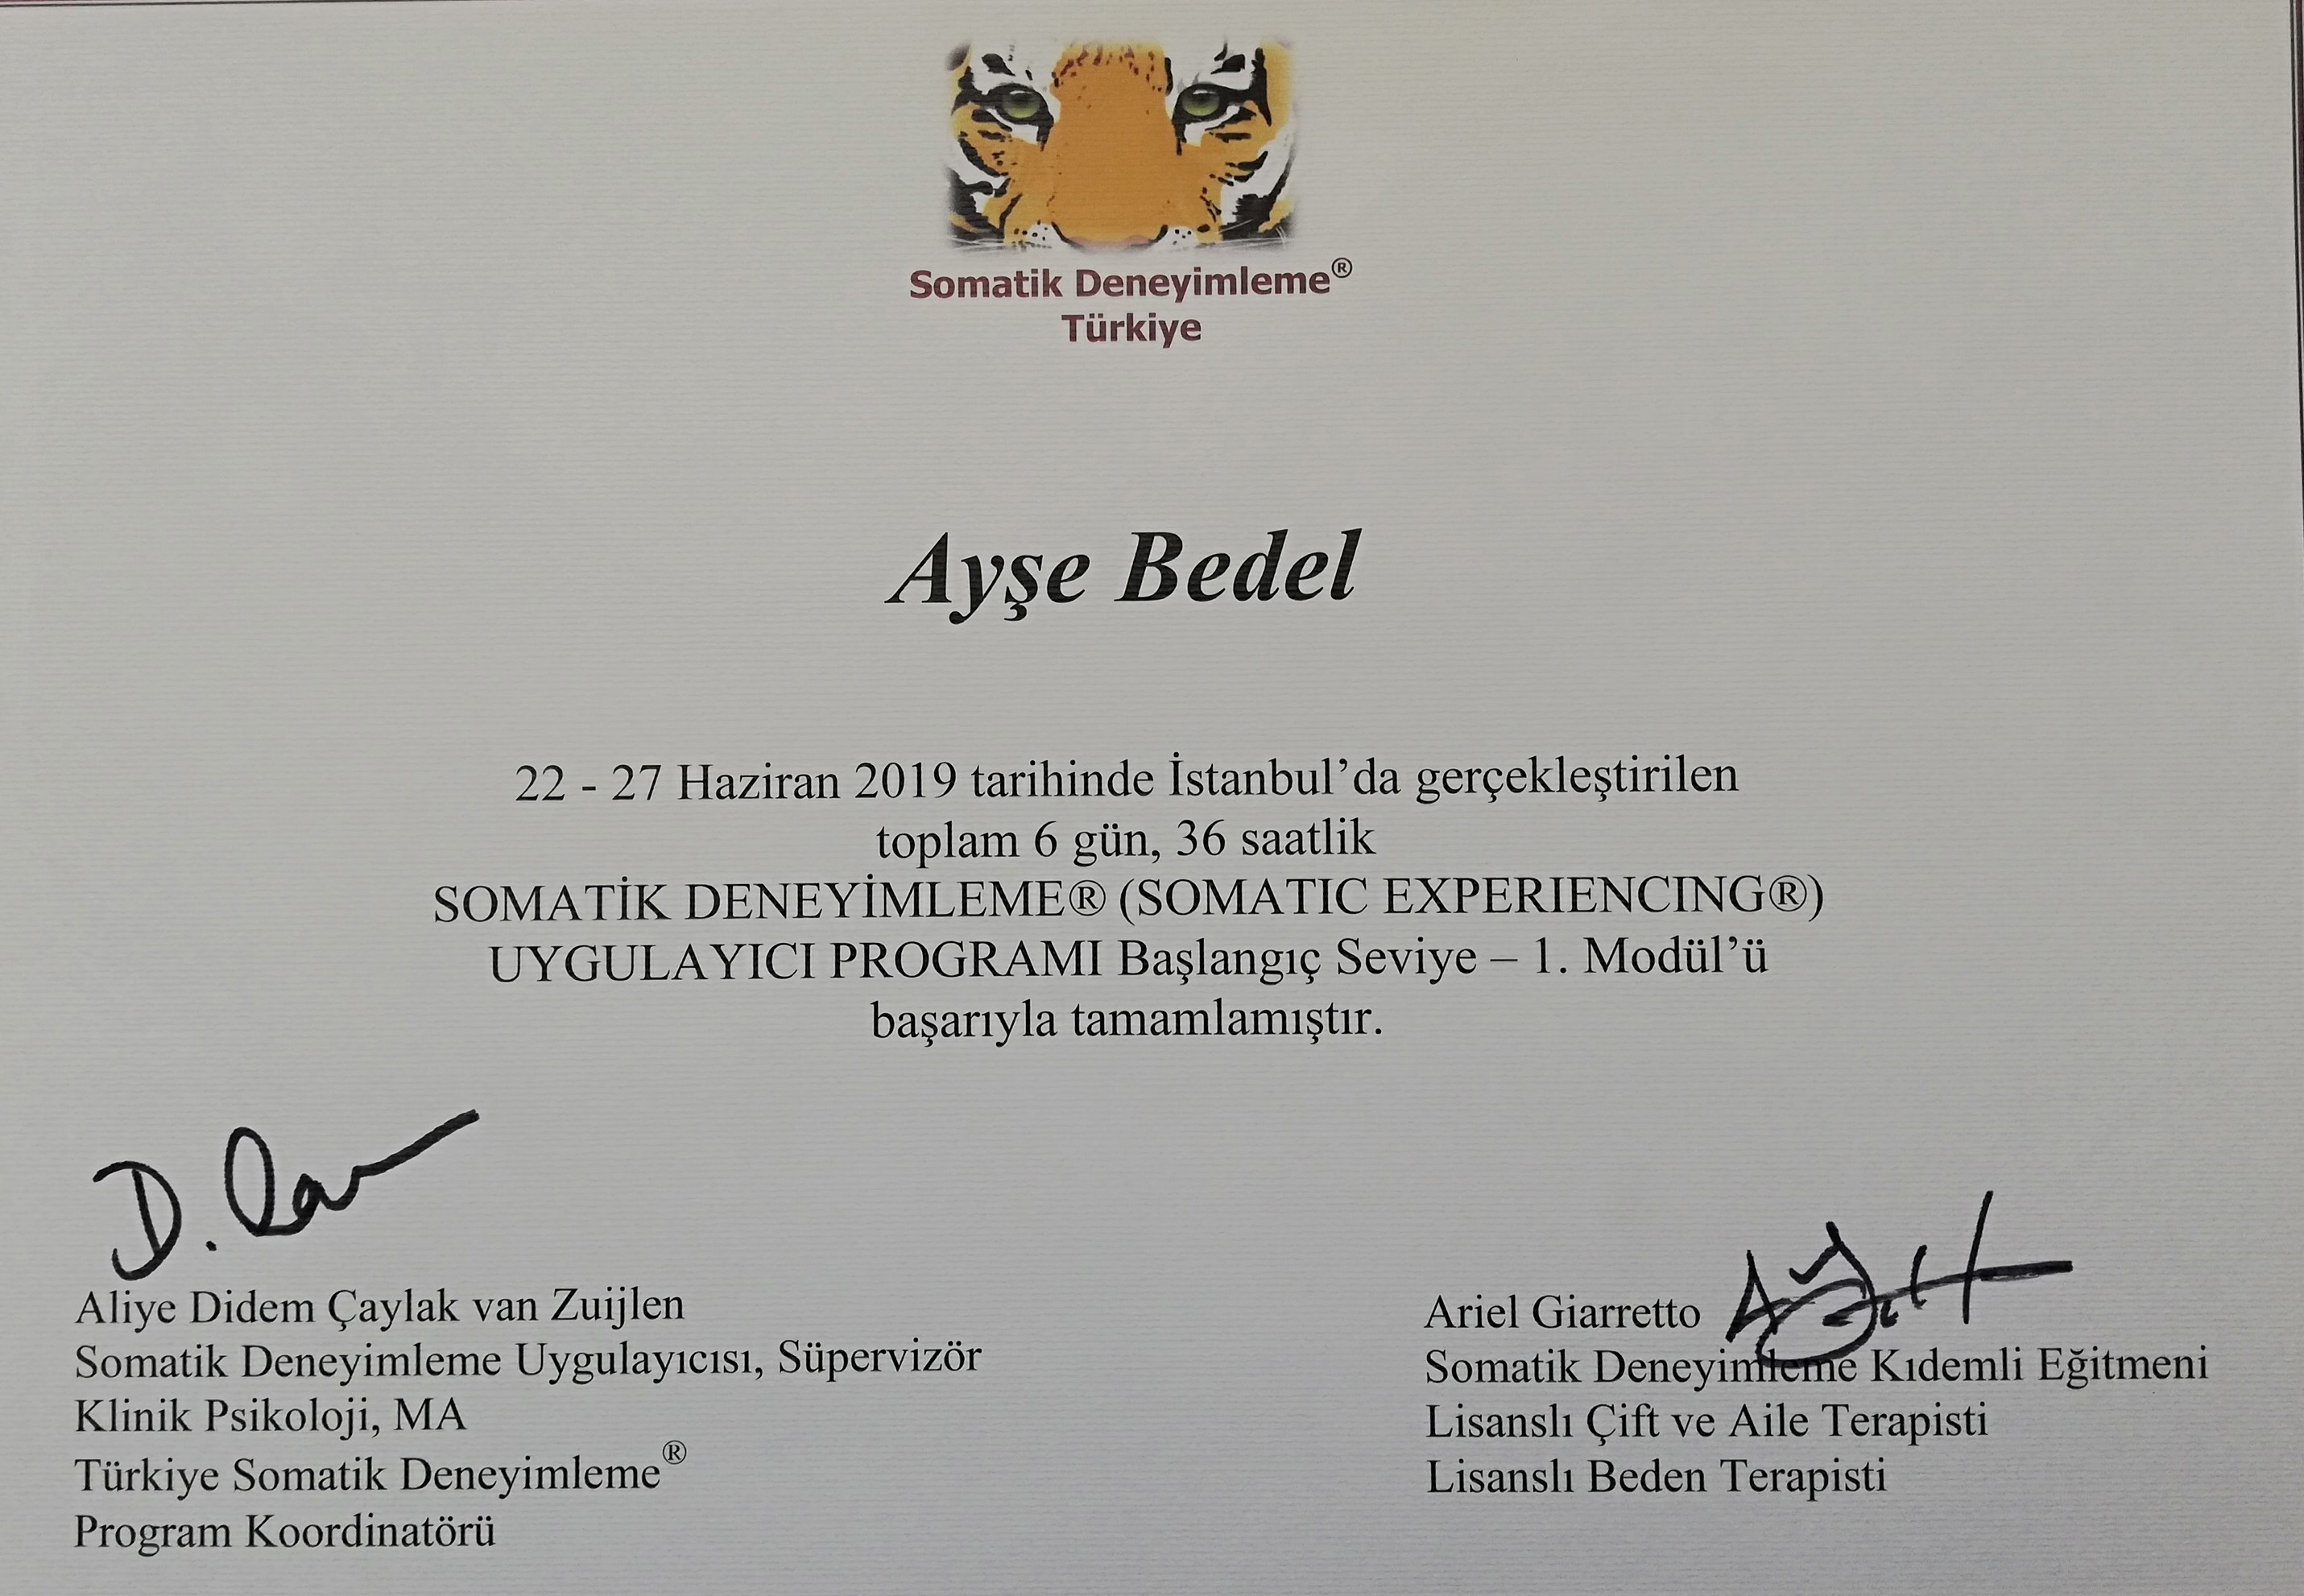 Somatik Deneyimleme®
Türkiye
Ayşe Bedel
22 - 27 Haziran 2019 tarihinde İstanbul’da gerçekleştirilen
toplam 6 gün, 36 saatlik
SOMATİK DENEYİMLEME® (SOMATIC EXPERIENCING®)
UYGULAYICI PROGRAMI Başlangıç Seviye – 1. Modül’ü
başarıyla tamamlamıştır.
Aliye Didem Çaylak van Zuijlen
Somatik Deneyimleme Uygulayıcısı, Süpervizör
Klinik Psikoloji, MA
Türkiye Somatik Deneyimleme®
Program Koordinatörü
Ariel Giarretto
Somatik Deneyimleme Kıdemli Eğitmeni
Lisanslı Çift ve Aile Terapisti
Lisanslı Beden Terapisti